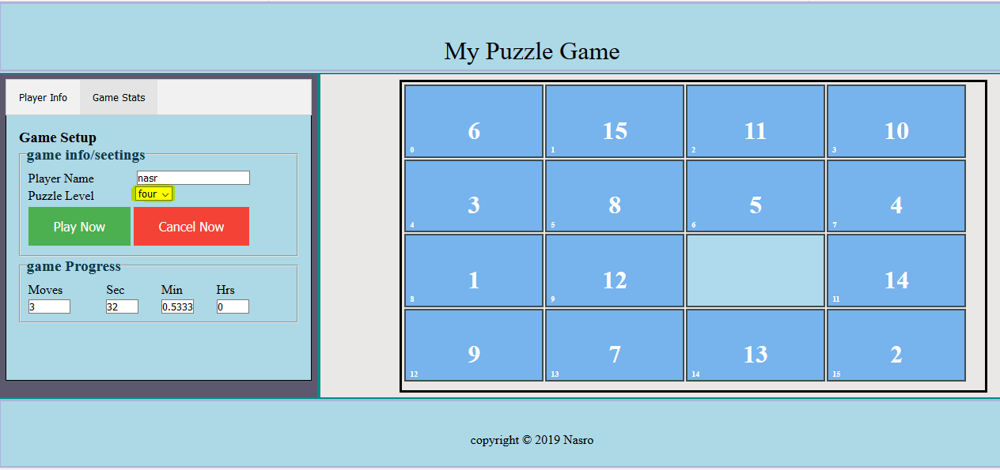 My Puzzle Game
Player Info Game Stats
Game Setup
game info/seetings
Player Name nasr
Puzzle Level four
Play Now Cancel Now
game Progress
Moves Sec Min Hrs
3 32 0.5333 0
6 15 11 10
0 1 2 3
3 8 5 4
4 5 6 7
1 12 14
8 9 11
9 7 13 2
12 13 14 15
copyright © 2019 Nasro